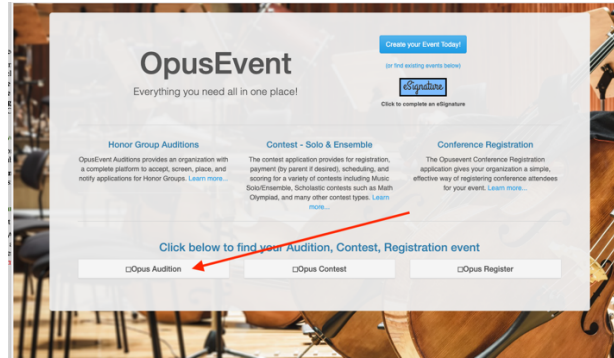 OpusEvent
Everything you need all in one place!
Create your Event Today!
(or find existing events below)
eSignature
Click to complete an eSignature
Honor Group Auditions
OpusEvent Auditions provides an organization with
a complete platform to accept, screen, place, and
notify applications for Honor Groups. Learn more...
Contest - Solo & Ensemble
The contest application provides for registration,
payment (by parent if desired), scheduling, and
scoring for a variety of contests including Music
Solo/Ensemble, Scholastic contests such as Math
Olympiad, and many other contest types. Learn
more...
Conference Registration
The Opusevent Conference Registration
application gives your organization a simple,
effective way of registering conference attendees
for your event. Learn more...
Click below to find your Audition, Contest, Registration event
□Opus Audition
□Opus Contest
□Opus Register